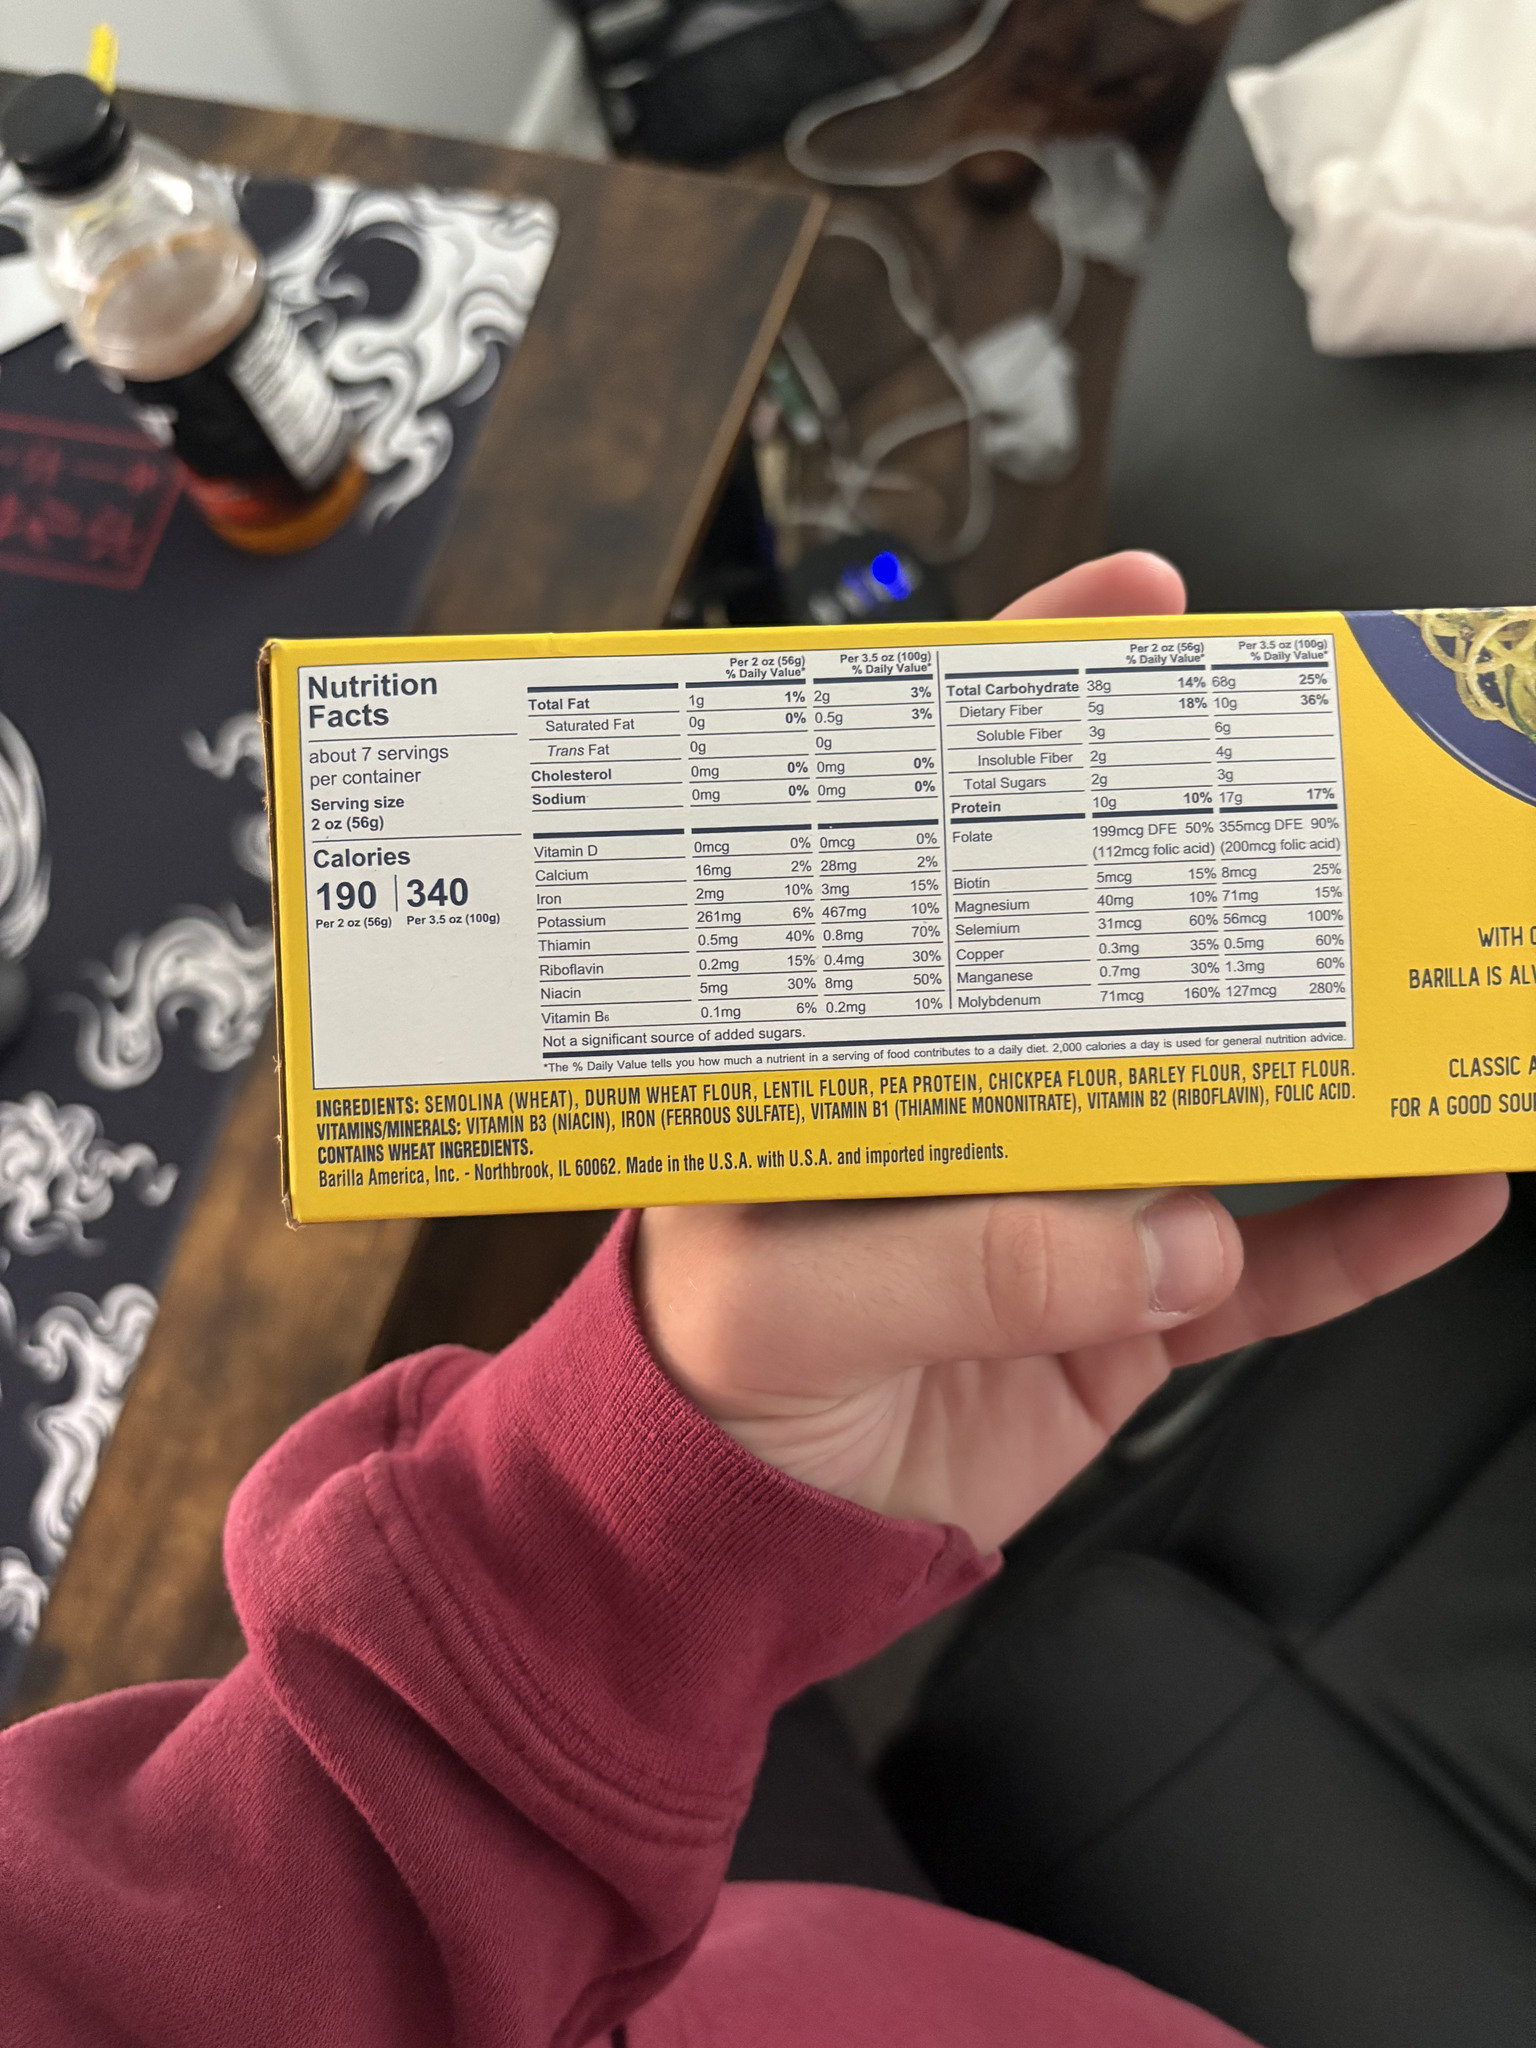 Nutrition
Facts
about 7 servings
per container
Serving size
2 oz (56g)
Calories
190 340
Per 2 oz (56g) Per 3.5 oz (100g)
Per 2 oz (56g) Per 3.5 oz (100g)
% Daily Value* % Daily Value*
Total Fat 1g 1% 2g 3%
Saturated Fat 0g 0% 0.5g 3%
Trans Fat 0g 0g
Cholesterol 0mg 0% 0mg 0%
Sodium 0mg 0% 0mg 0%
Vitamin D 0mcg 0% 0mcg 0%
Calcium 16mg 2% 28mg 2%
Iron 2mg 10% 3mg 15%
Potassium 261mg 6% 467mg 10%
Thiamin 0.5mg 40% 0.8mg 70%
Riboflavin 0.2mg 15% 0.4mg 30%
Niacin 5mg 30% 8mg 50%
Vitamin B6 0.1mg 6% 0.2mg 10%
Per 2 oz (56g) Per 3.5 oz (100g)
% Daily Value* % Daily Value*
Total Carbohydrate 38g 14% 68g 25%
Dietary Fiber 5g 18% 10g 36%
Soluble Fiber 3g 6g
Insoluble Fiber 2g 4g
Total Sugars 2g 3g
Protein 10g 10% 17g 17%
Folate 199mcg DFE 50% 355mcg DFE 90%
(112mcg folic acid) (200mcg folic acid)
Biotin 5mcg 15% 8mcg 25%
Magnesium 40mg 10% 71mg 15%
Selemium 31mcg 60% 56mcg 100%
Copper 0.3mg 35% 0.5mg 60%
Manganese 0.7mg 30% 1.3mg 60%
Molybdenum 71mcg 160% 127mcg 280%
Not a significant source of added sugars.
*The % Daily Value tells you how much a nutrient in a serving of food contributes to a daily diet. 2,000 calories a day is used for general nutrition advice.
INGREDIENTS: SEMOLINA (WHEAT), DURUM WHEAT FLOUR, LENTIL FLOUR, PEA PROTEIN, CHICKPEA FLOUR, BARLEY FLOUR, SPELT FLOUR.
VITAMINS/MINERALS: VITAMIN B3 (NIACIN), IRON (FERROUS SULFATE), VITAMIN B1 (THIAMINE MONONITRATE), VITAMIN B2 (RIBOFLAVIN), FOLIC ACID.
CONTAINS WHEAT INGREDIENTS.
Barilla America, Inc. - Northbrook, IL 60062. Made in the U.S.A. with U.S.A. and imported ingredients.
WITH
BARILLA IS
CLASSIC
FOR A GOOD